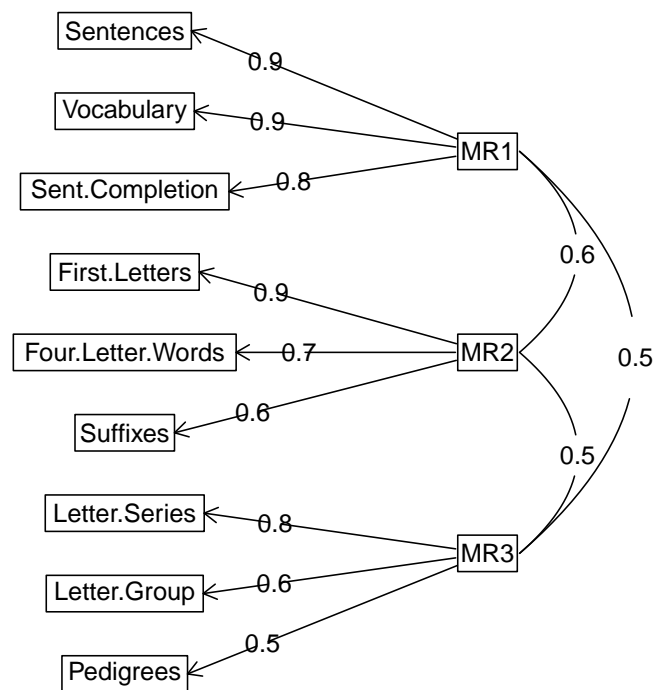 Sentences
0.9
Vocabulary
0.9
MR1
Sent.Completion
0.8
0.6
First.Letters
0.9
Four.Letter.Words
0.7
MR2
0.5
Suffixes
0.6
0.5
Letter.Series
0.8
MR3
Letter.Group
0.6
Pedigrees
0.5